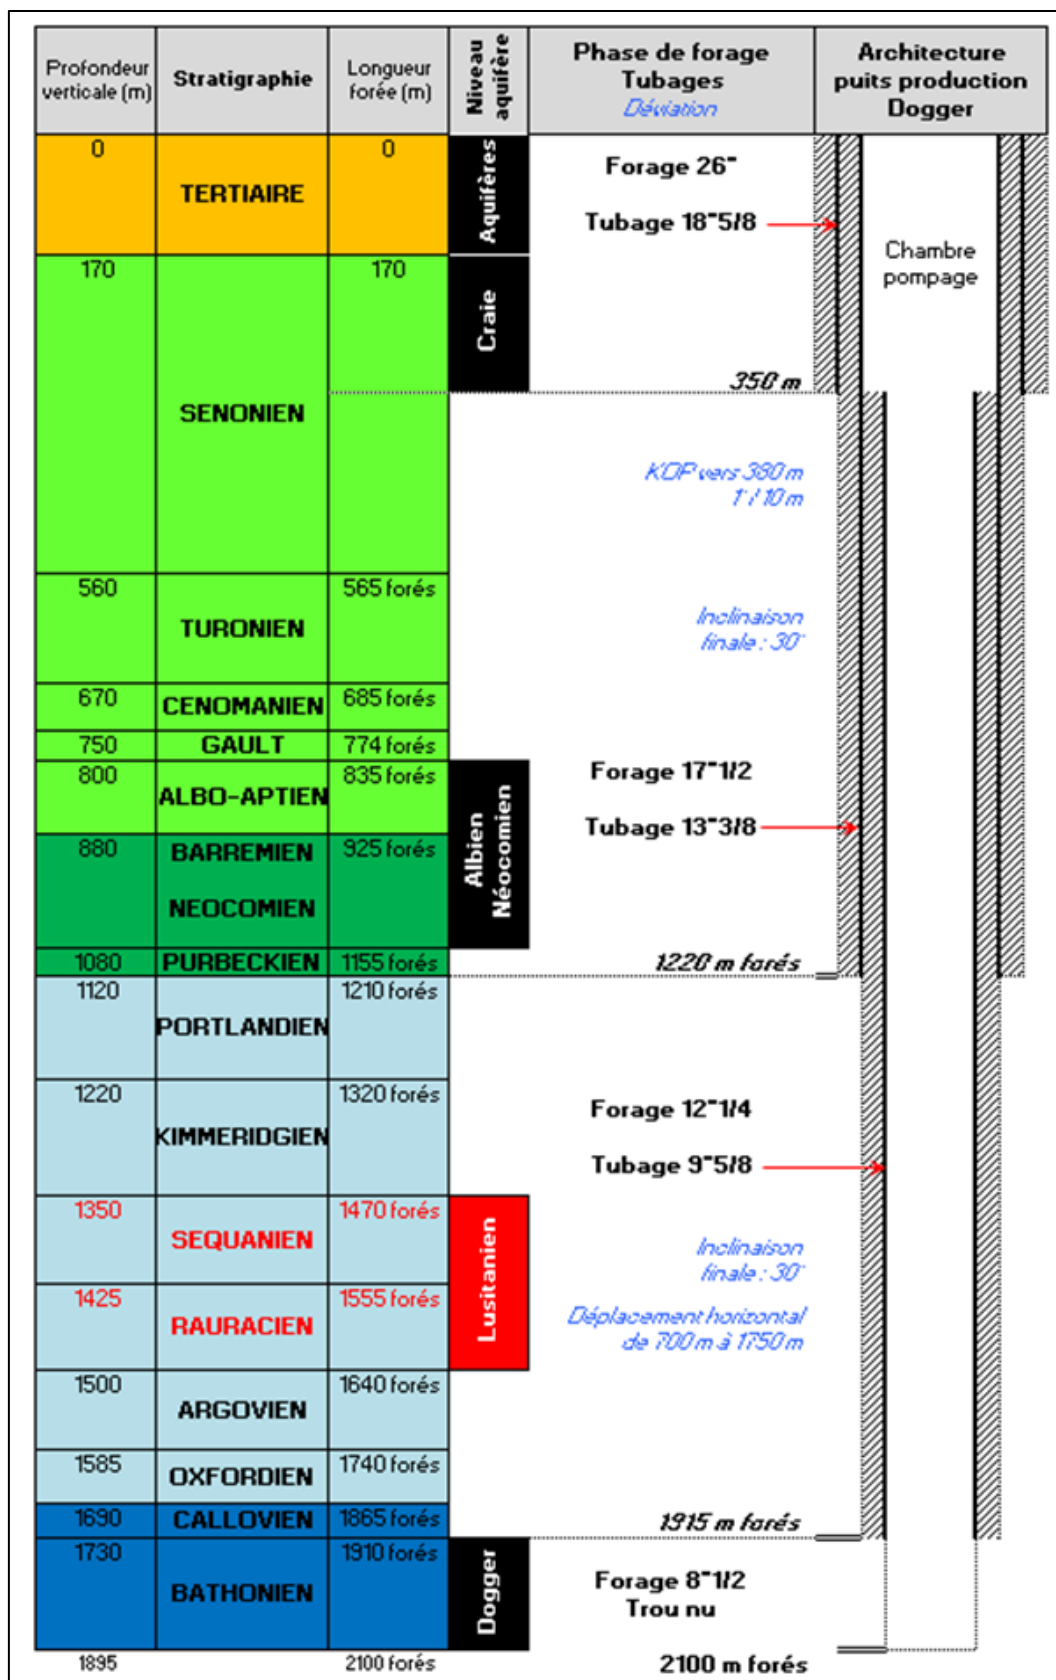 Profondeur
verticale (m)
Stratigraphie
Longueur
forée (m)
Niveau
aquifère
Phase de forage
Tubages
Déviation
Architecture
puits production
Dogger
0
TERTIAIRE
0
Aquifères
Forage 26"
Tubage 18"5/8
Chambre
pompage
170
SENONIEN
170
Craie
350 m
KOP vers 380 m
1°/10 m
560
TURONIEN
565 forés
Inclinaison
finale : 30°
670
CENOMANIEN
685 forés
750
GAULT
774 forés
800
ALBO-APTIEN
835 forés
Albien
Néocomien
Forage 17"1/2
Tubage 13"3/8
880
BARREMIEN
NEOCOMIEN
925 forés
1080
PURBECKIEN
1155 forés
1220 m forés
1120
PORTLANDIEN
1210 forés
1220
KIMMERIDGIEN
1320 forés
Forage 12"1/4
Tubage 9"5/8
1350
SEQUANIEN
1470 forés
Lusitanien
Inclinaison
finale : 30°
1425
RAURACIEN
1555 forés
Déplacement horizontal
de 700 m à 1750 m
1500
ARGOVIEN
1640 forés
1585
OXFORDIEN
1740 forés
1690
CALLOVIEN
1865 forés
1915 m forés
1730
BATHONIEN
1910 forés
Dogger
Forage 8"1/2
Trou nu
1895
2100 forés
2100 m forés